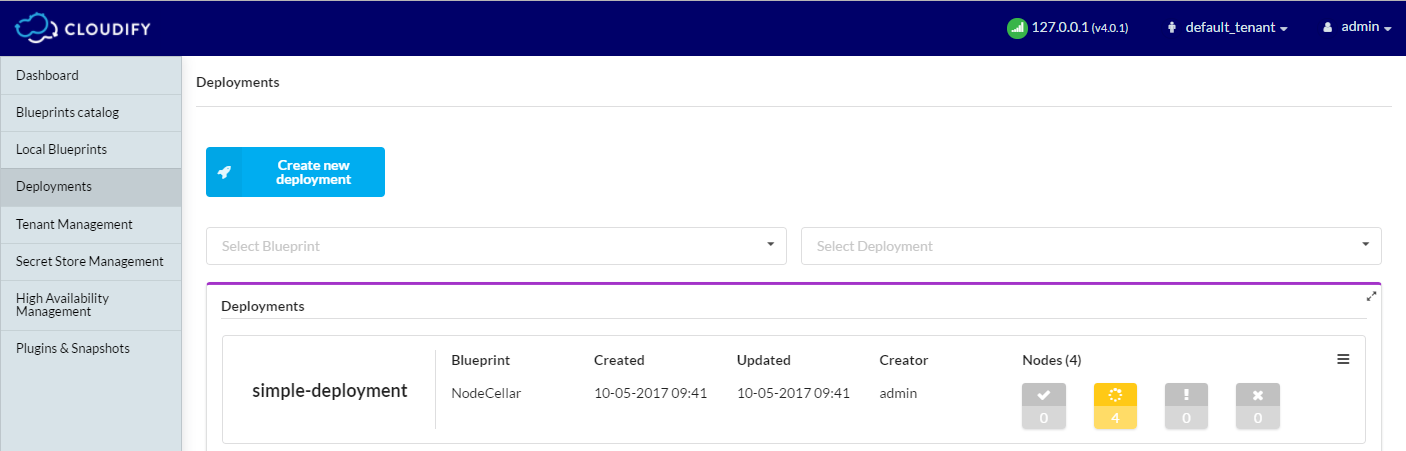 CLOUDIFY
127.0.0.1 (v4.0.1)
default_tenant
admin
Dashboard
Blueprints catalog
Local Blueprints
Deployments
Tenant Management
Secret Store Management
High Availability
Management
Plugins & Snapshots
Deployments
Create new
deployment
Select Blueprint
Select Deployment
Deployments
simple-deployment
Blueprint
NodeCellar
Created
10-05-2017 09:41
Updated
10-05-2017 09:41
Creator
admin
Nodes (4)
0
4
0
0